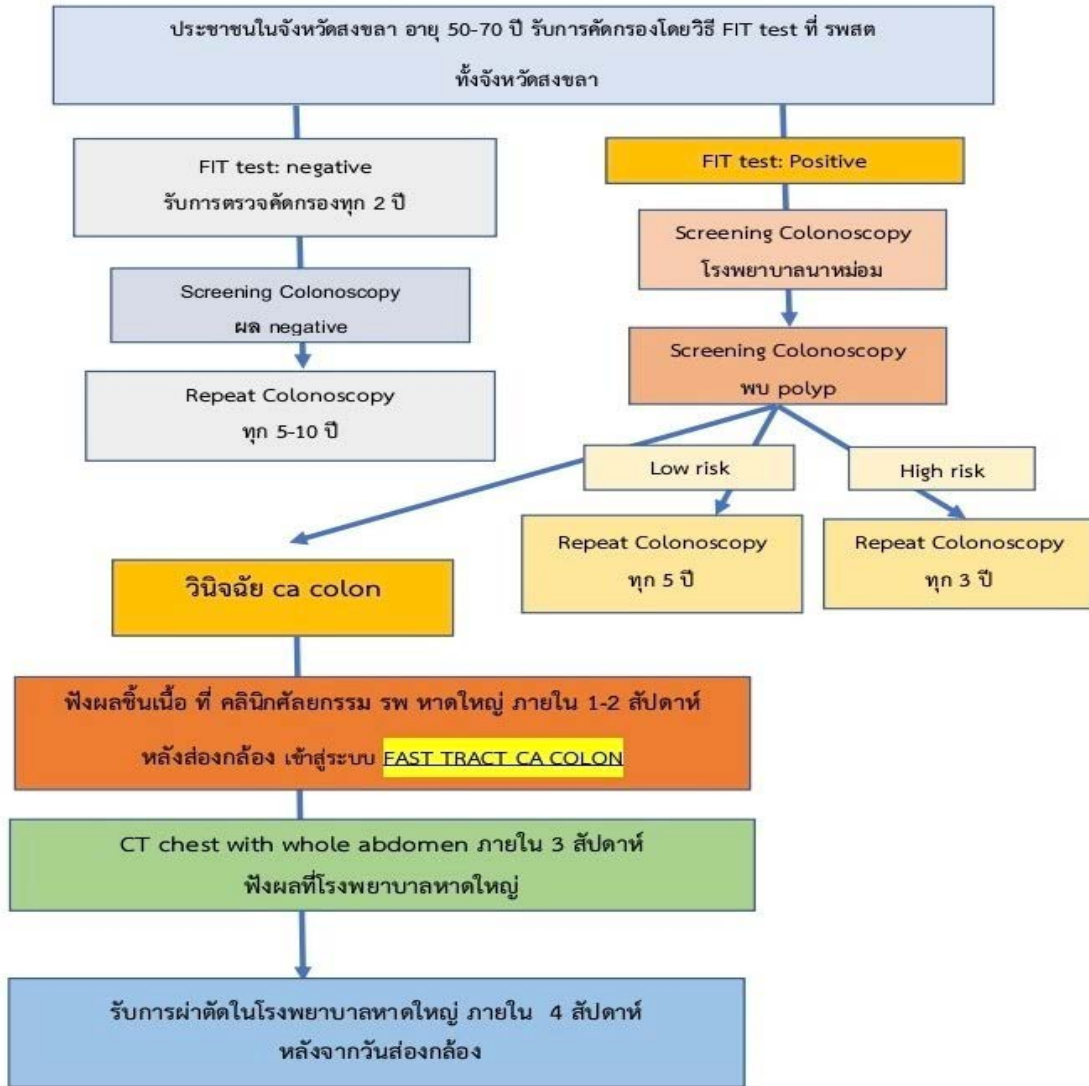 ประชาชนในจังหวัดสงขลา อายุ 50-70 ปี รับการคัดกรองโดยวิธี FIT test ที่ รพสต
ทั้งจังหวัดสงขลา
FIT test: negative
รับการตรวจคัดกรองทุก 2 ปี
FIT test: Positive
Screening Colonoscopy
โรงพยาบาลนาหม่อม
Screening Colonoscopy
ผล negative
Screening Colonoscopy
พบ polyp
Repeat Colonoscopy
ทุก 5-10 ปี
Low risk
High risk
Repeat Colonoscopy
ทุก 5 ปี
Repeat Colonoscopy
ทุก 3 ปี
วินิจฉัย ca colon
ฟังผลชิ้นเนื้อ ที่ คลินิกศัลยกรรม รพ หาดใหญ่ ภายใน 1-2 สัปดาห์
หลังส่องกล้อง เข้าสู่ระบบ FAST TRACT CA COLON
CT chest with whole abdomen ภายใน 3 สัปดาห์
ฟังผลที่โรงพยาบาลหาดใหญ่
รับการผ่าตัดในโรงพยาบาลหาดใหญ่ ภายใน 4 สัปดาห์
หลังจากวันส่องกล้อง